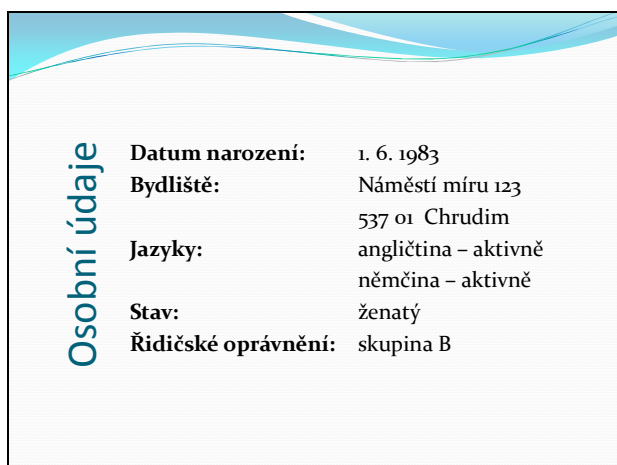 Osobní údaje
Datum narození: 1. 6. 1983
Bydliště: Náměstí míru 123
537 01 Chrudim
Jazyky: angličtina – aktivně
němčina – aktivně
Stav: ženatý
Řidičské oprávnění: skupina B